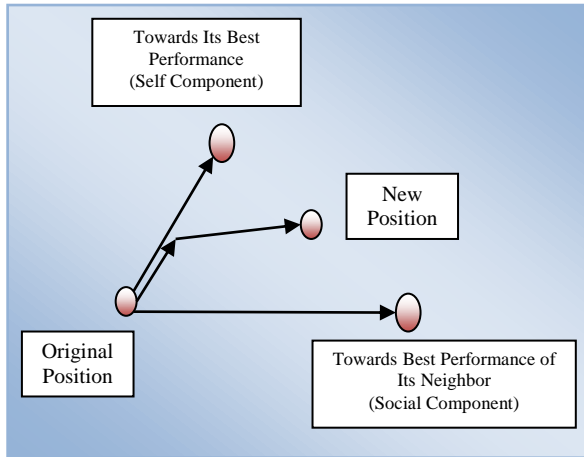 Towards Its Best
Performance
(Self Component)
New
Position
Original
Position
Towards Best Performance of
Its Neighbor
(Social Component)